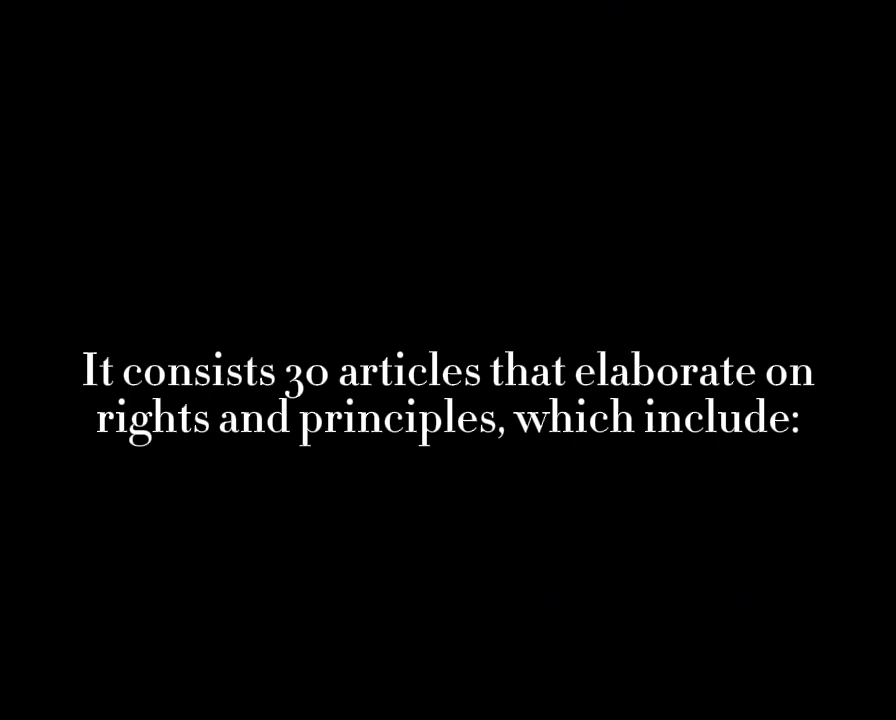 It consists 30 articles that elaborate on
rights and principles, which include: